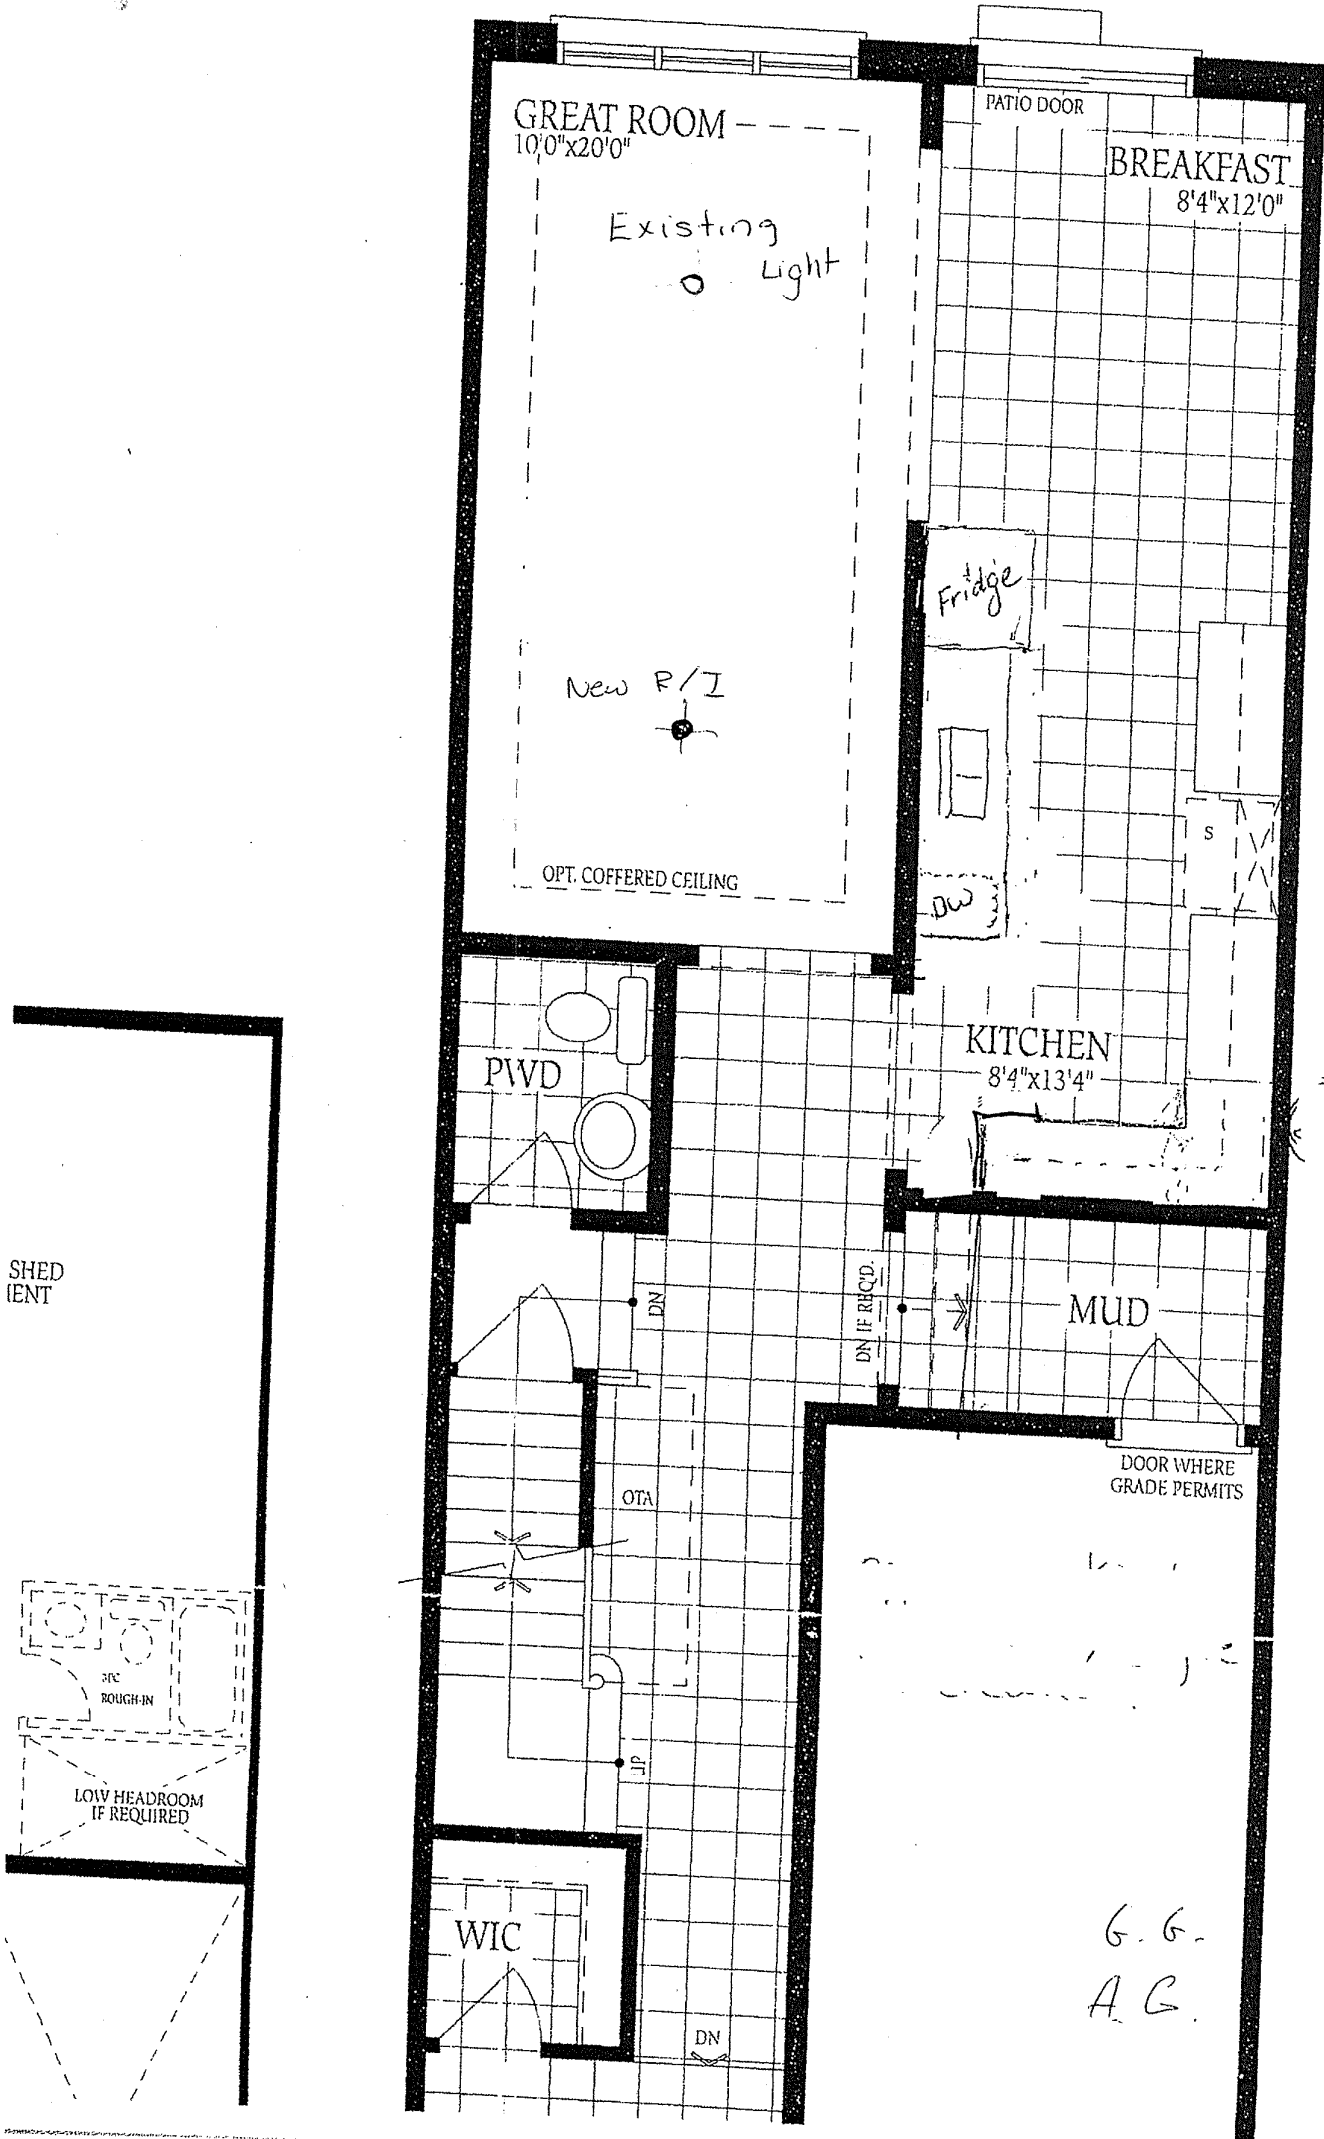 GREAT ROOM
10'0"x20'0"
PATIO DOOR
BREAKFAST
8'4"x12'0"
Existing
Light
Fridge
New R/I
S
OPT. COFFERED CEILING
DW
KITCHEN
8'4"x13'4"
PWD
SHED
DN
DN IF REQ'D.
MUD
DOOR WHERE
GRADE PERMITS
OTA
3PC
ROUGH-IN
UP
LOW HEADROOM
IF REQUIRED
WIC
G. G.
A. G.
DN